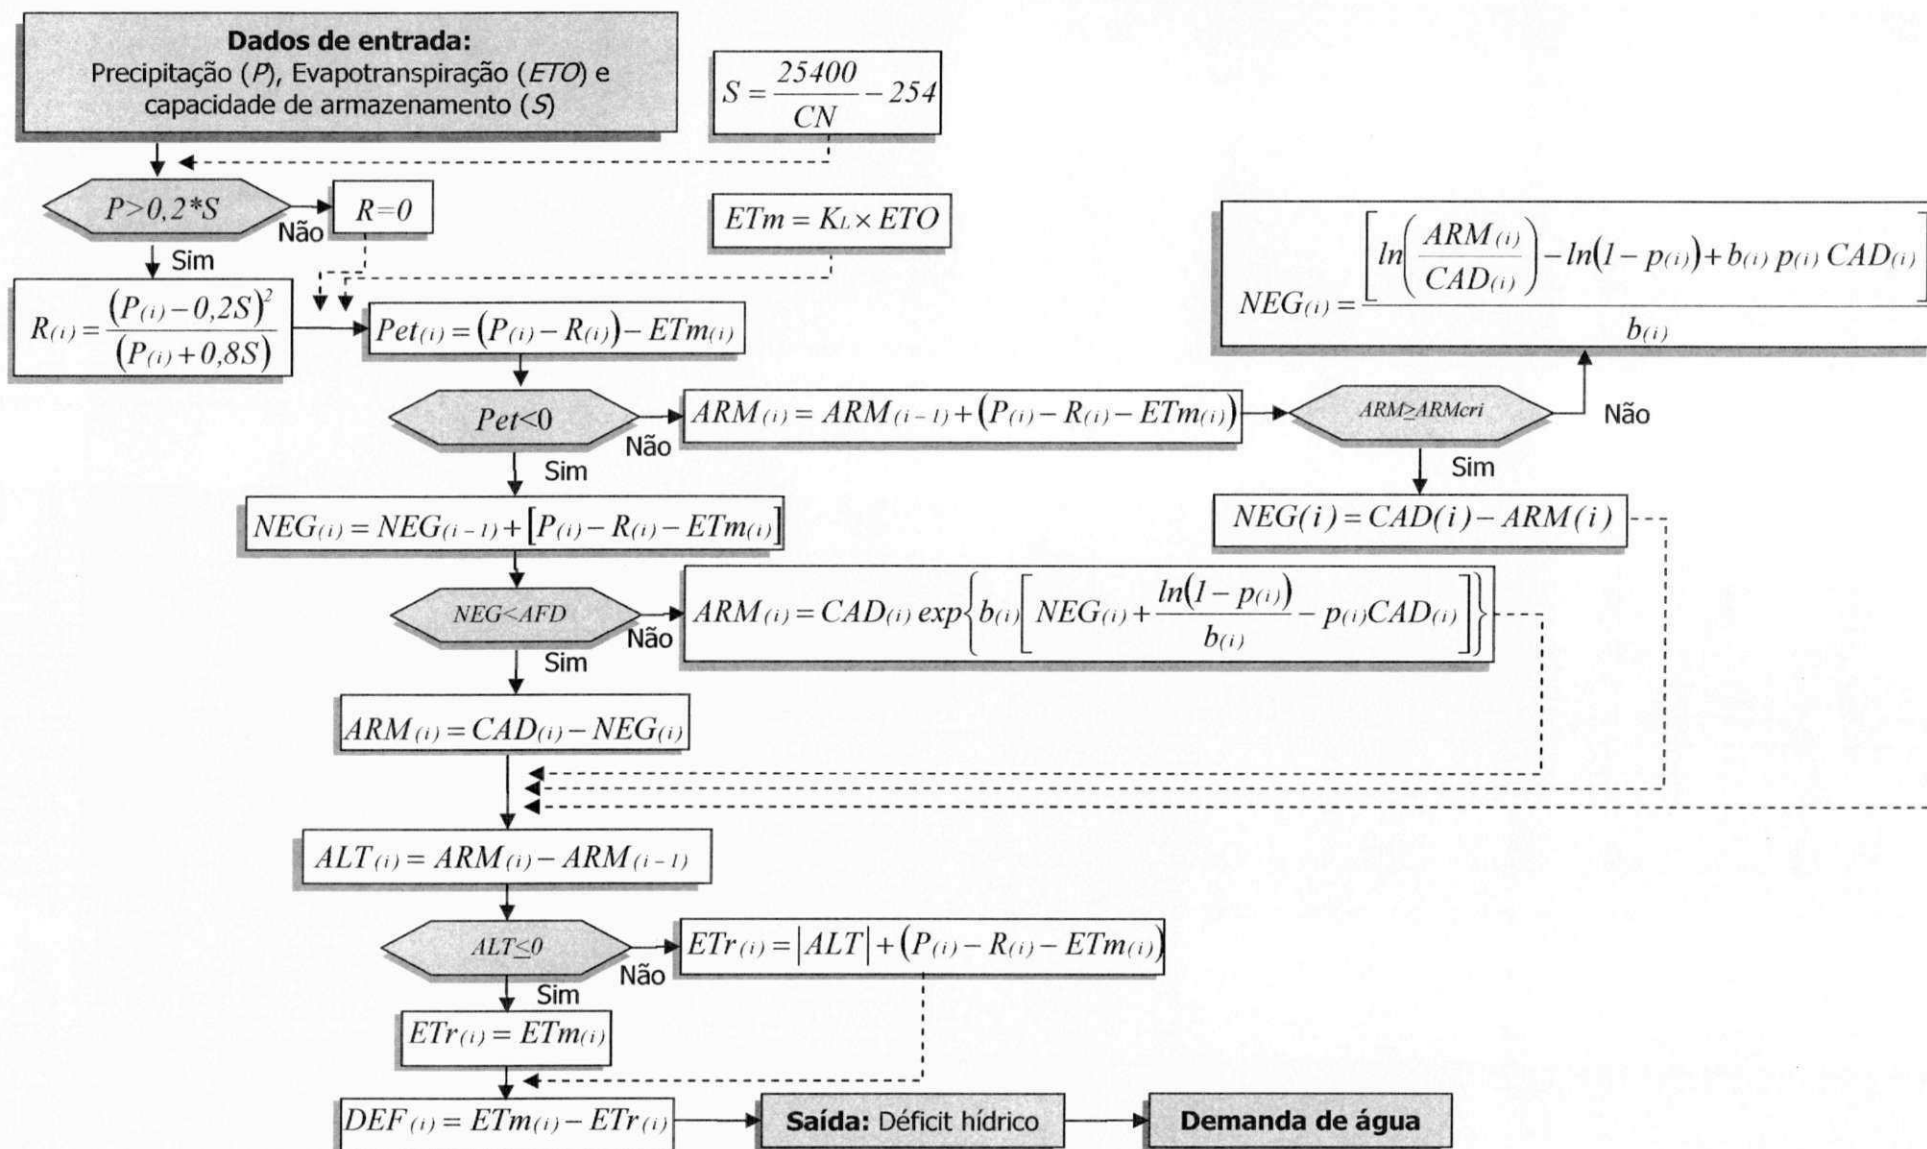 Dados de entrada:
Precipitação (P), Evapotranspiração (ETO) e
capacidade de armazenamento (S)
S = 25400 / CN − 254
P>0,2*S
Não
R=0
Sim
ETm = KL × ETO
R(i) = (P(i) − 0,2S)² / (P(i) + 0,8S)
Pet(i) = (P(i) − R(i)) − ETm(i)
NEG(i) = [ln(ARM(i) / CAD(i)) − ln(1 − p(i)) + b(i) p(i) CAD(i)] / b(i)
Pet<0
Não
Sim
ARM(i) = ARM(i−1) + (P(i) − R(i) − ETm(i))
ARM≥ARMcri
Não
Sim
NEG(i) = NEG(i−1) + [P(i) − R(i) − ETm(i)]
NEG(i) = CAD(i) − ARM(i)
NEG<AFD
Não
Sim
ARM(i) = CAD(i) exp{b(i)[NEG(i) + ln(1 − p(i)) / b(i) − p(i)CAD(i)]}
ARM(i) = CAD(i) − NEG(i)
ALT(i) = ARM(i) − ARM(i−1)
ALT≤0
Não
Sim
ETr(i) = |ALT| + (P(i) − R(i) − ETm(i))
ETr(i) = ETm(i)
DEF(i) = ETm(i) − ETr(i)
Saída: Déficit hídrico
Demanda de água